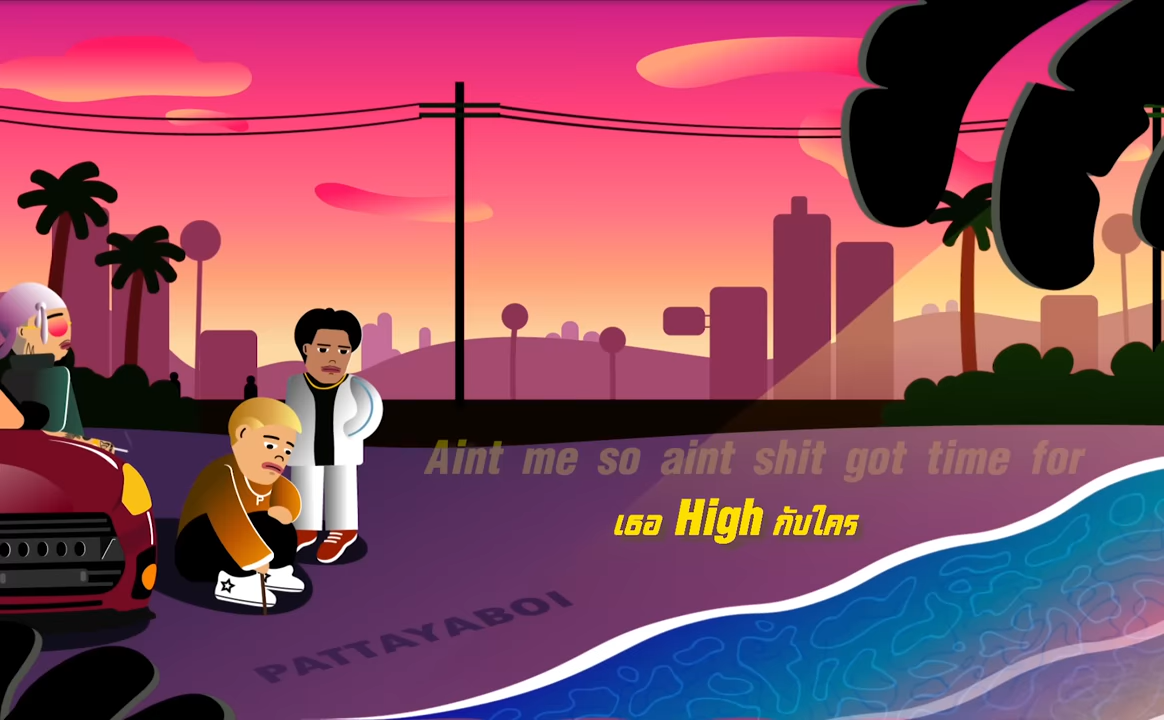 Aint me so aint shit got time for
เธอ High กับใคร
PATTAYABOI